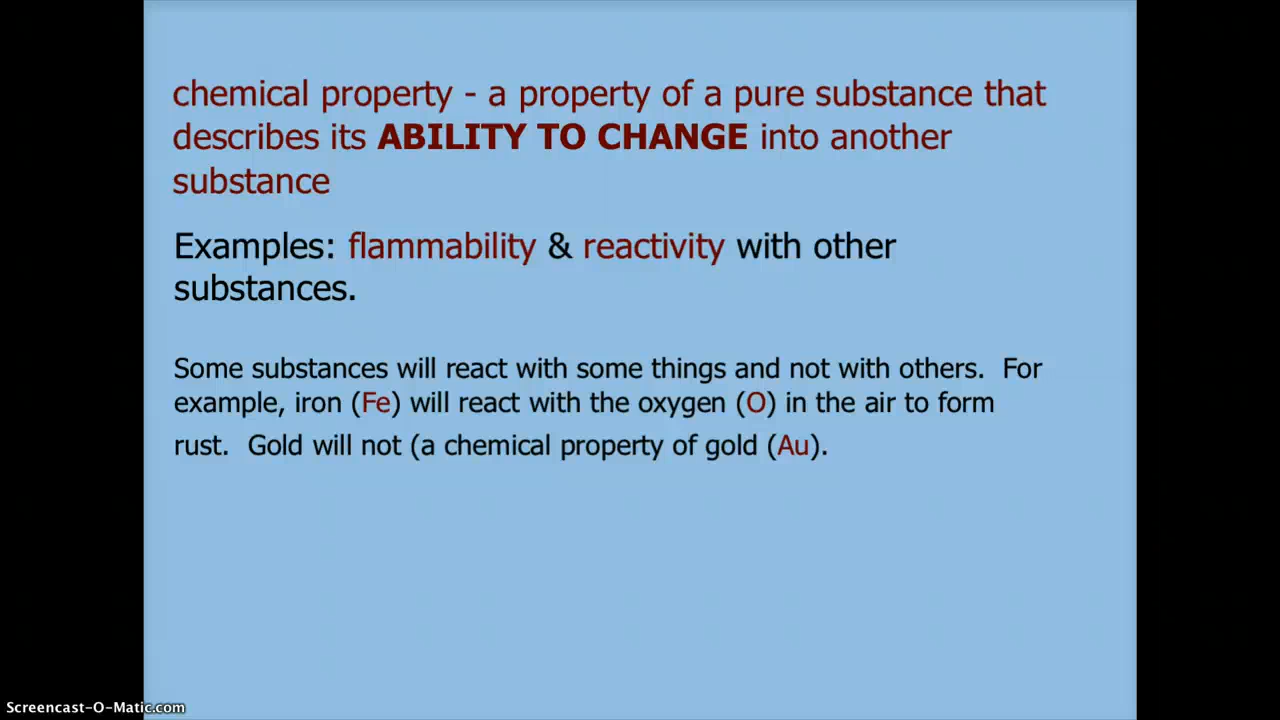 chemical property - a property of a pure substance that
describes its ABILITY TO CHANGE into another
substance
Examples: flammability & reactivity with other
substances.
Some substances will react with some things and not with others. For
example, iron (Fe) will react with the oxygen (O) in the air to form
rust. Gold will not (a chemical property of gold (Au).
Screencast-O-Matic.com